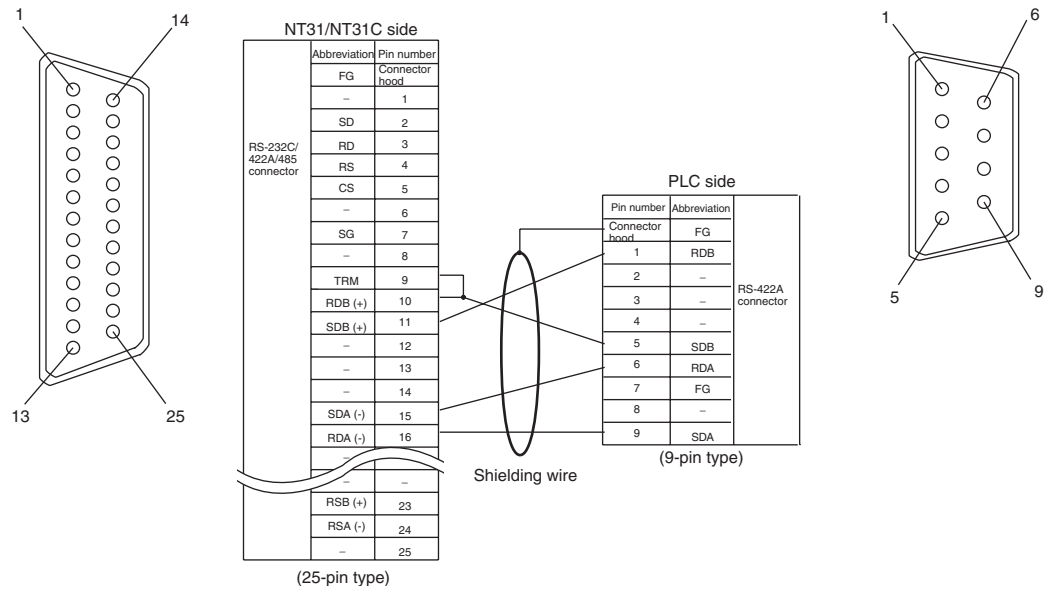 1
14
13
25
NT31/NT31C side
Abbreviation Pin number
FG Connector hood
– 1
SD 2
RD 3
RS 4
CS 5
– 6
SG 7
– 8
TRM 9
RDB (+) 10
SDB (+) 11
– 12
– 13
– 14
SDA (-) 15
RDA (-) 16
–
– –
RSB (+) 23
RSA (-) 24
– 25
RS-232C/
422A/485
connector
(25-pin type)
Shielding wire
PLC side
Pin number Abbreviation
Connector hood FG
1 RDB
2 –
3 –
4 –
5 SDB
6 RDA
7 FG
8 –
9 SDA
RS-422A
connector
(9-pin type)
1
6
5
9